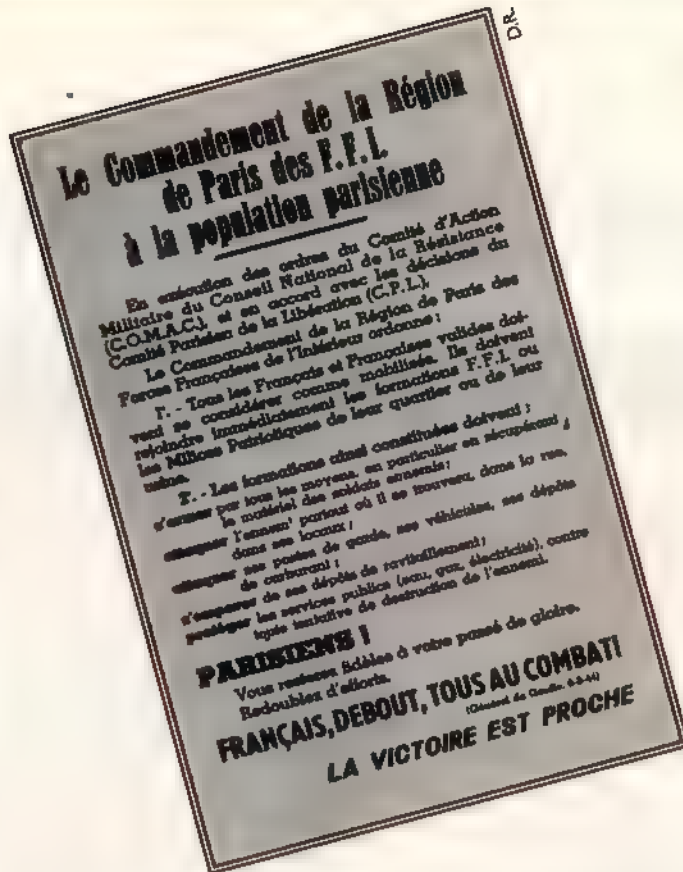 D.R.
Le Commandement de la Région
de Paris des F.F.I.
à la population parisienne
En exécution des ordres du Comité d'Action
Militaire du Conseil National de la Résistance
(C.O.M.A.C.), et en accord avec les décisions du
Comité Parisien de la Libération (C.P.L.),
Le Commandement de la Région de Paris des
Forces Françaises de l'Intérieur ordonne :
1°. - Tous les Français et Françaises valides doi-
vent se considérer comme mobilisés. Ils doivent
rejoindre immédiatement les formations F.F.I. ou
les Milices Patriotiques de leur quartier ou de leur
usine.
2°. - Les formations ainsi constituées doivent :
s'armer par tous les moyens, en particulier en récupérant
le matériel des soldats ennemis ;
attaquer l'ennemi partout où il se trouvera, dans la rue,
dans ses locaux ;
attaquer ses postes de garde, ses véhicules, ses dépôts
de carburant ;
s'emparer de ses dépôts de ravitaillement ;
protéger les services publics (eau, gaz, électricité), contre
toute tentative de destruction de l'ennemi.
PARISIENS !
Vous resterez fidèles à votre passé de gloire.
Redoublez d'efforts.
FRANÇAIS, DEBOUT, TOUS AU COMBAT !
(Général de Gaulle,
LA VICTOIRE EST PROCHE